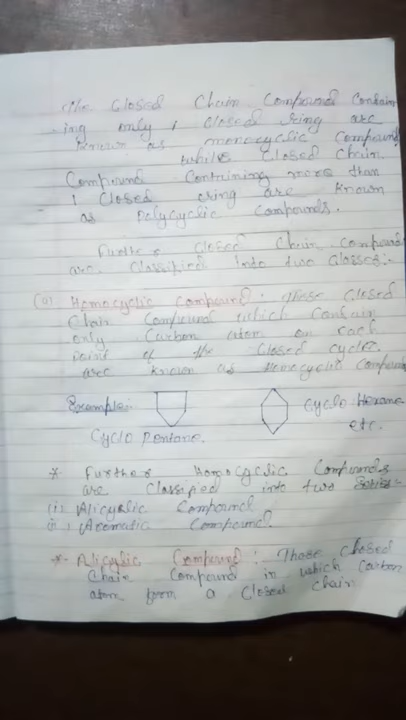 The Closed Chain Compound Contain
-ing only 1 Closed ring are
known as monocyclic Compound,
while Closed Chain.
Compound Containing more than
1 Closed ring are known
as Polycyclic Compounds.
Further Closed Chain Compound
are Classified into two Classes:-
(a) Homocyclic Compound: Those Closed
Chair Compound which Contain
only Carbon atom on each
of the Closed cycle.
are known as Homocyclic Compound
Example:
Cyclo pentane.
Cyclo: Hexane
etc.
* Further Homocyclic Compounds
are Classified into two Series-
(i) Alicyclic Compound
ii) Aromatic Compound.
* Alicyclic Compound: Those Closed
Chain Compound in which Carbon
atom form a Closed Chain